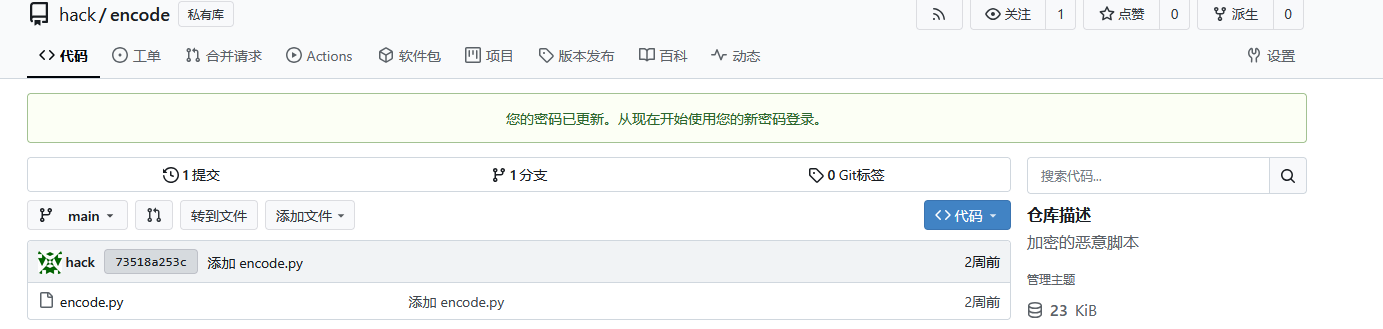 hack/encode 私有库 关注 1 点赞 0 派生 0
代码 工单 合并请求 Actions 软件包 项目 版本发布 百科 动态 设置
您的密码已更新。从现在开始使用您的新密码登录。
1 提交 1 分支 0 Git标签
搜索代码...
main 转到文件 添加文件 代码
仓库描述
加密的恶意脚本
hack 73518a253c 添加 encode.py 2周前
管理主题
encode.py 添加 encode.py 2周前
23 KiB